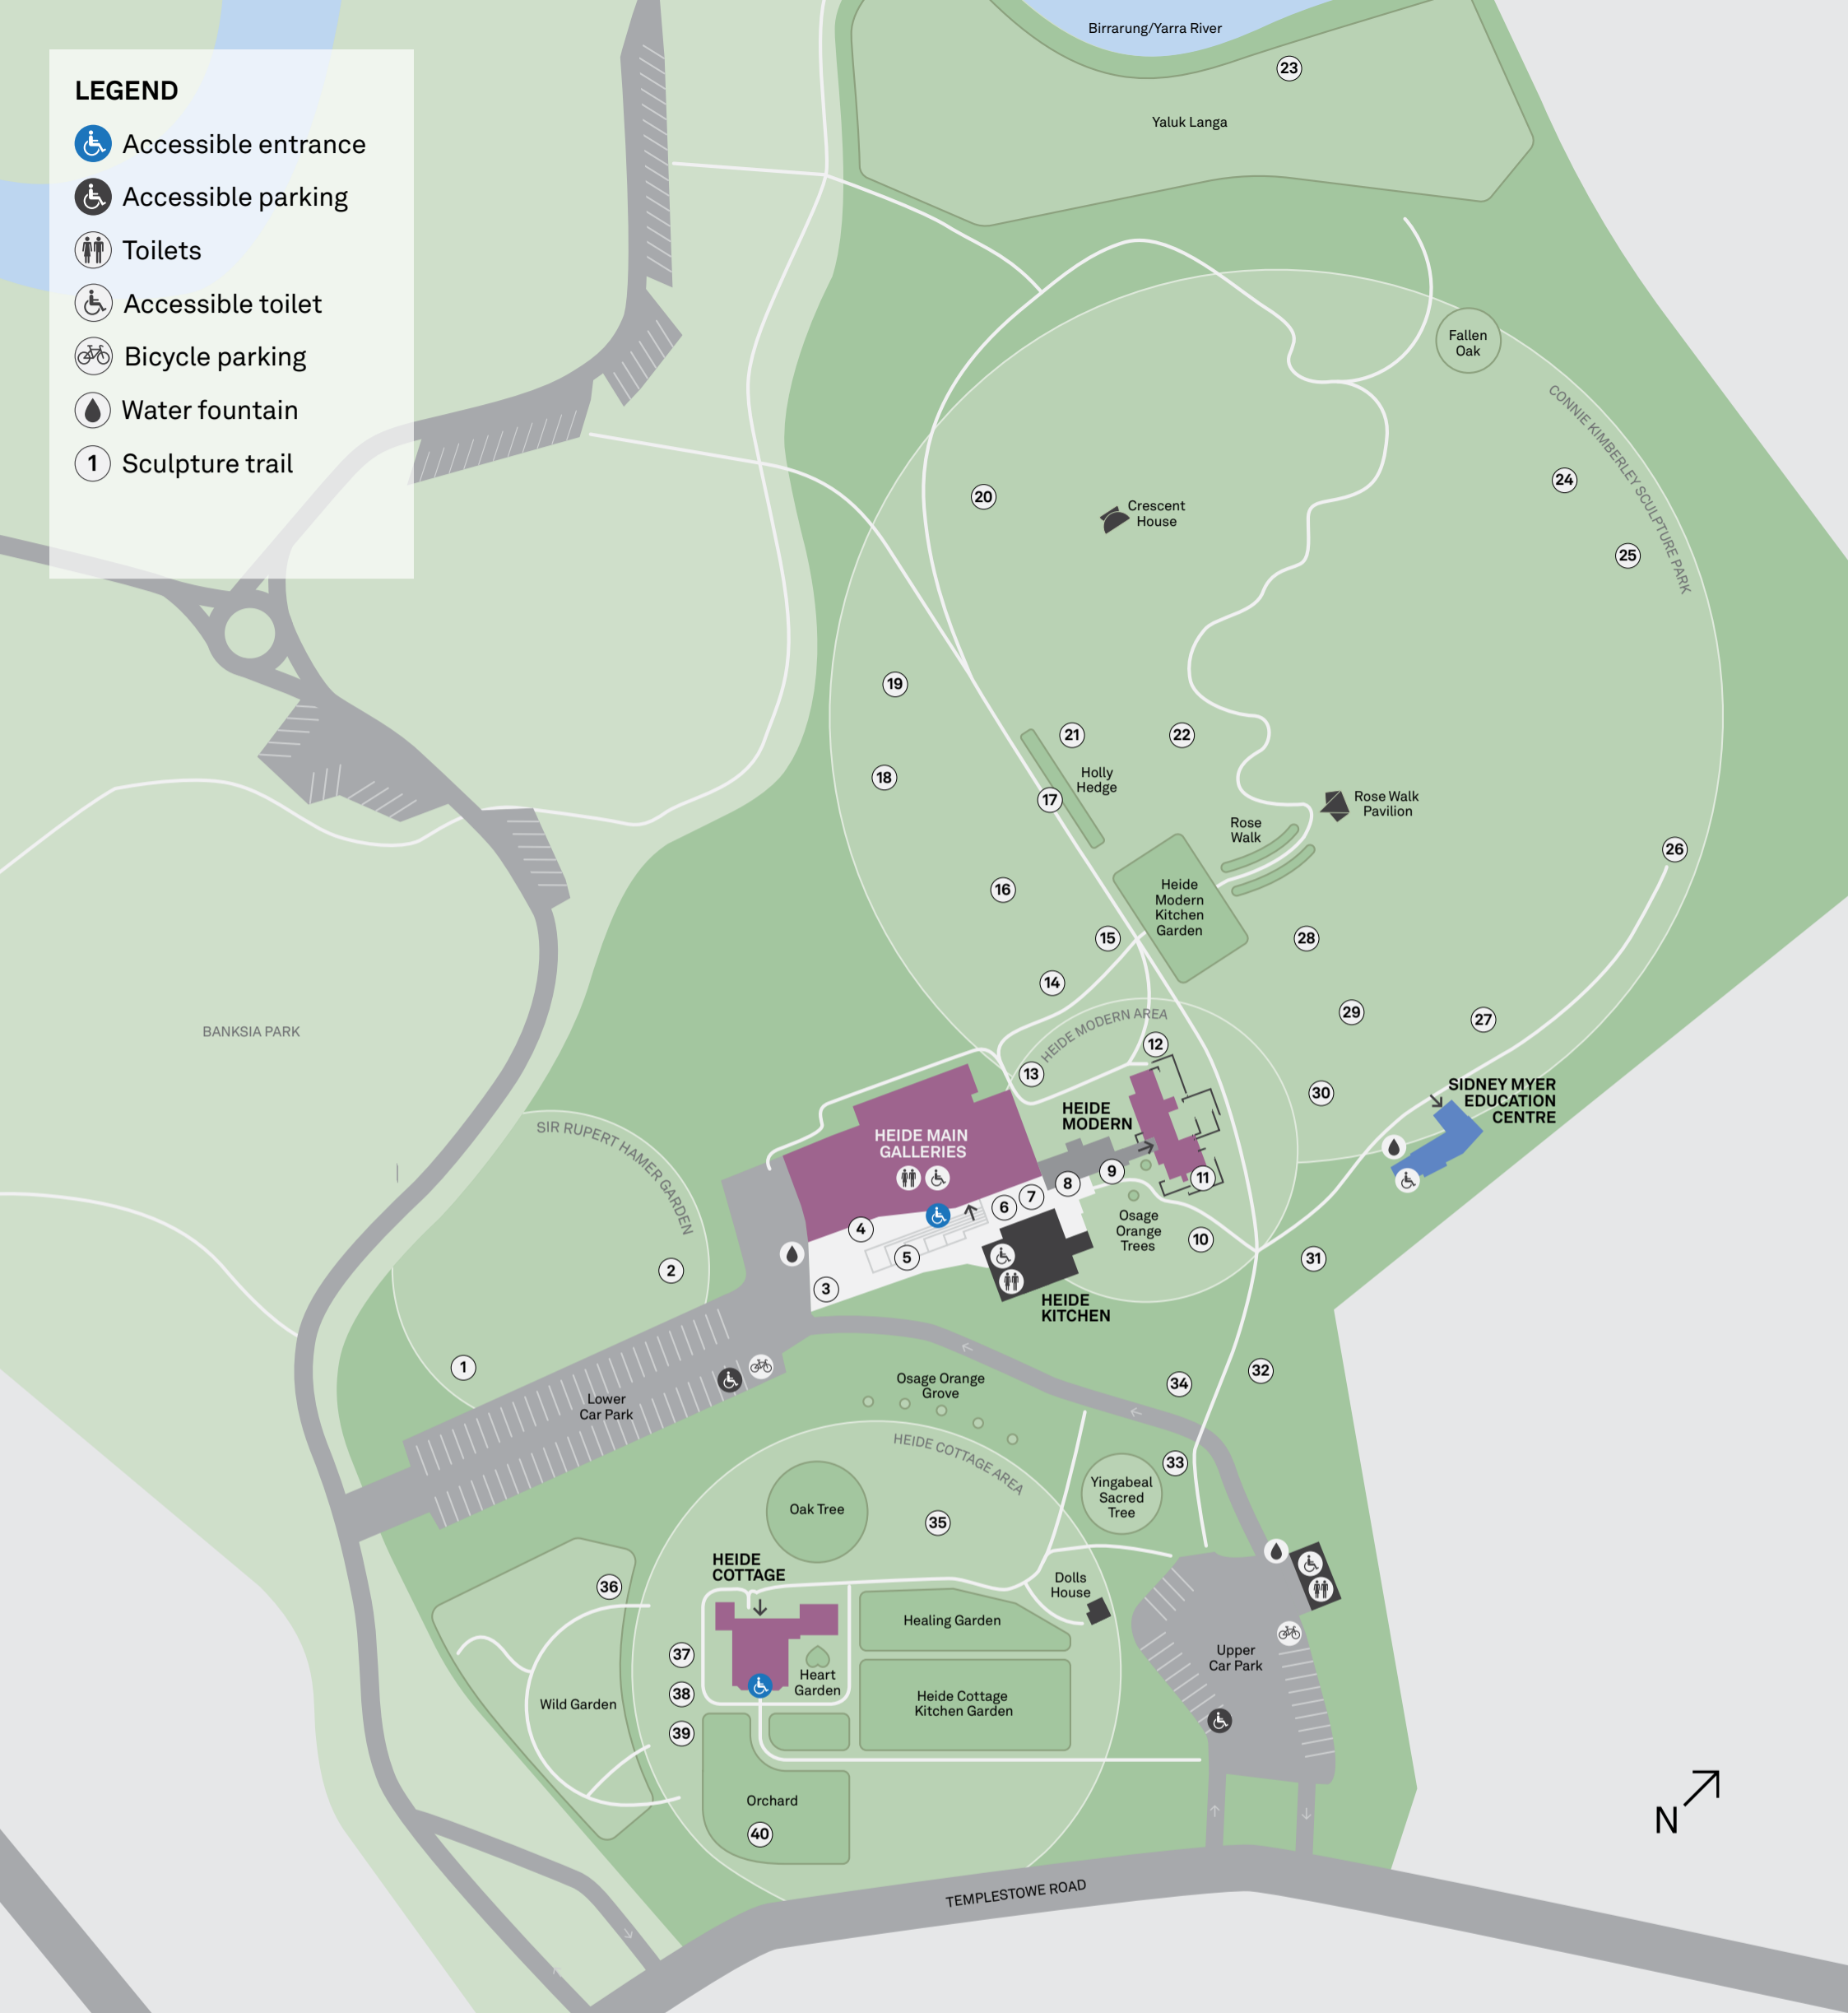 LEGEND
Accessible entrance
Accessible parking
Toilets
Accessible toilet
Bicycle parking
Water fountain
1 Sculpture trail
Birrarung/Yarra River
23
Yaluk Langa
Fallen
Oak
CONNIE KIMBERLEY SCULPTURE PARK
24
20
Crescent
House
25
19
21
22
18
Holly
Hedge
17
Rose Walk
Pavilion
Rose
Walk
26
16
Heide
Modern
Kitchen
Garden
15
28
14
29
27
BANKSIA PARK
HEIDE MODERN AREA
12
13
30
SIDNEY MYER
EDUCATION
CENTRE
HEIDE
MODERN
SIR RUPERT HAMER GARDEN
HEIDE MAIN
GALLERIES
9
11
8
7
6
4
Osage
Orange
Trees
10
5
31
2
3
HEIDE
KITCHEN
1
32
34
Osage Orange
Grove
Lower
Car Park
HEIDE COTTAGE AREA
33
Yingabeal
Sacred
Tree
Oak Tree
35
HEIDE
COTTAGE
36
Dolls
House
Healing Garden
37
Upper
Car Park
Heart
Garden
38
Wild Garden
Heide Cottage
Kitchen Garden
39
Orchard
40
N
TEMPLESTOWE ROAD